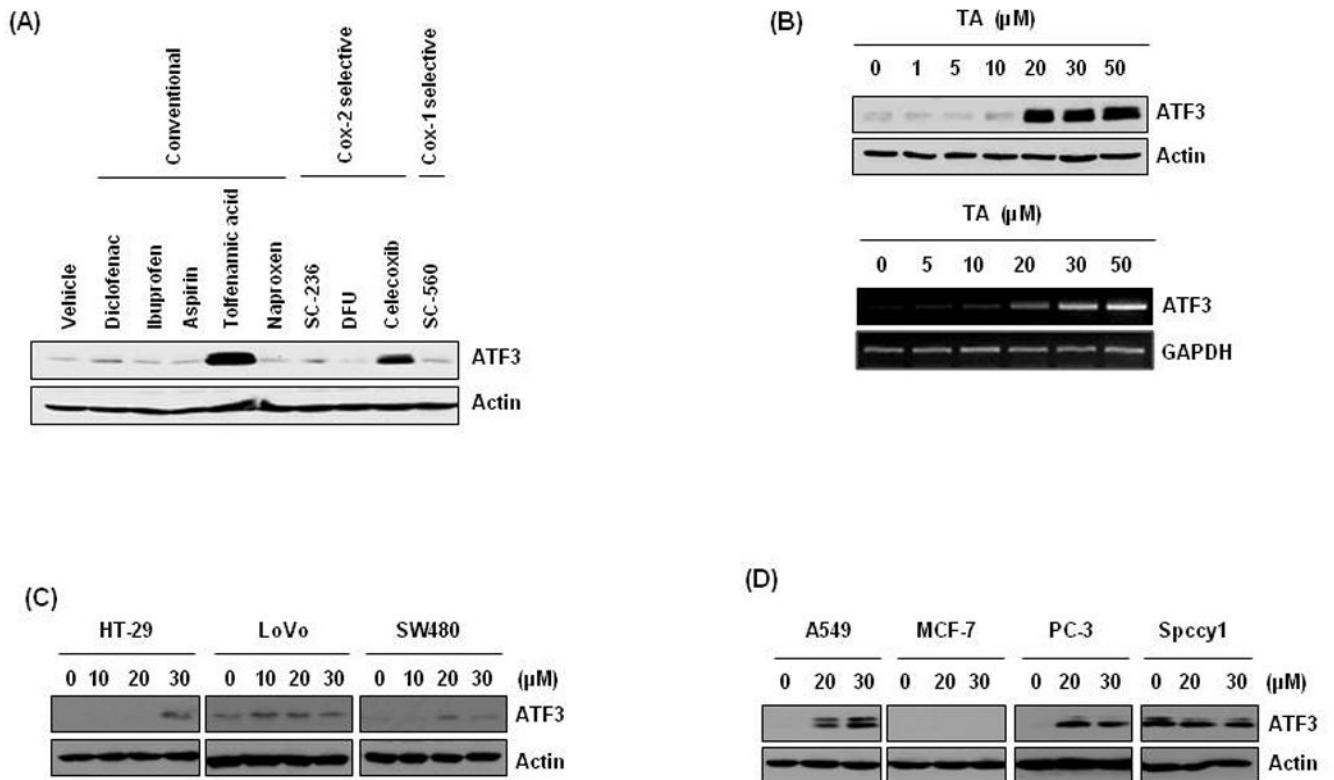 (A)
Conventional
Cox-2 selective
Cox-1 selective
Vehicle
Diclofenac
Ibuprofen
Aspirin
Tolfenamic acid
Naproxen
SC-236
DFU
Celecoxib
SC-560
ATF3
Actin
(B)
TA (µM)
0 1 5 10 20 30 50
ATF3
Actin
TA (µM)
0 5 10 20 30 50
ATF3
GAPDH
(C)
HT-29 LoVo SW480
0 10 20 30 0 10 20 30 0 10 20 30 (µM)
ATF3
Actin
(D)
A549 MCF-7 PC-3 Spccy1
0 20 30 0 20 30 0 20 30 0 20 30 (µM)
ATF3
Actin